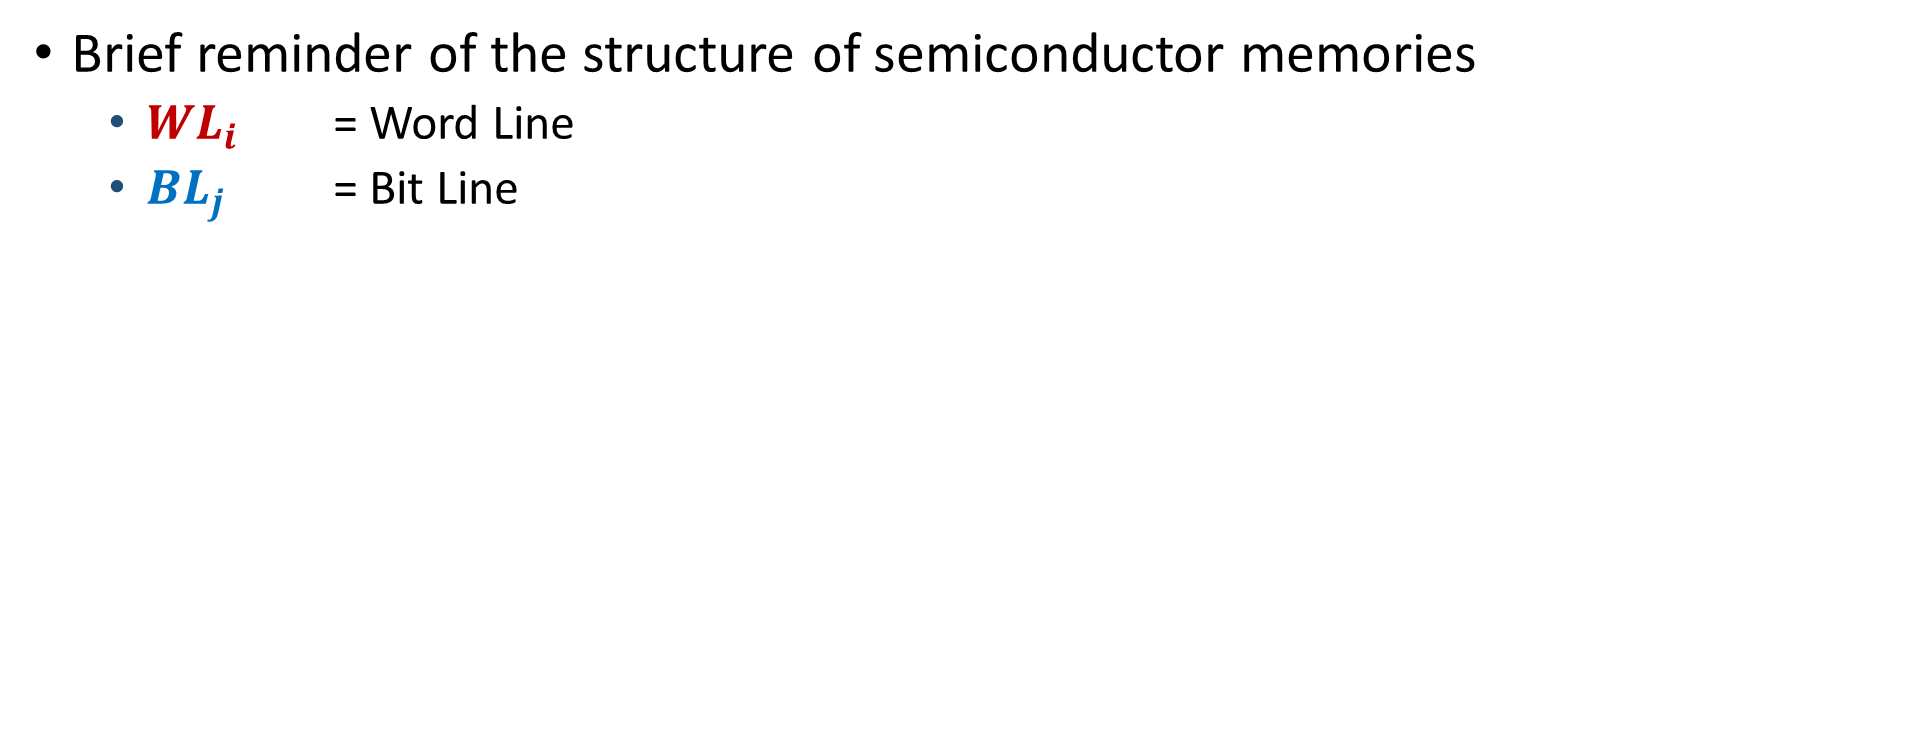 • Brief reminder of the structure of semiconductor memories
• WLᵢ = Word Line
• BLⱼ = Bit Line